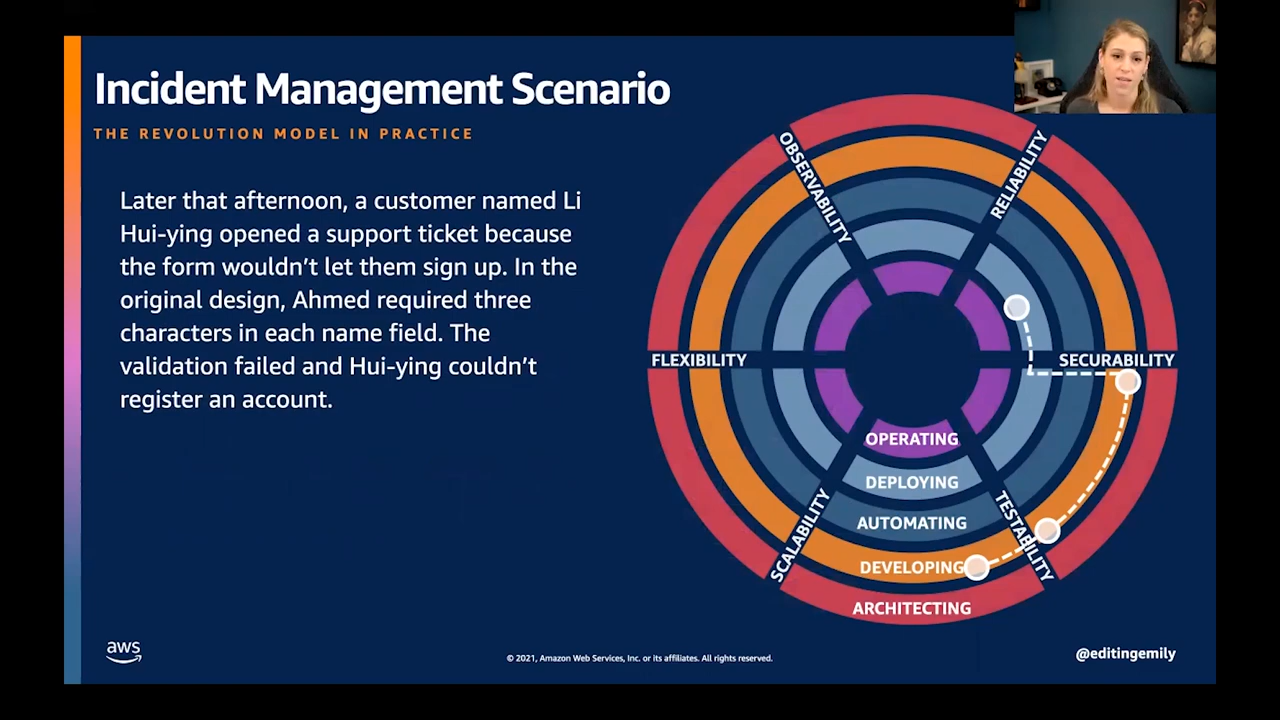 Incident Management Scenario
THE REVOLUTION MODEL IN PRACTICE
Later that afternoon, a customer named Li
Hui-ying opened a support ticket because
the form wouldn’t let them sign up. In the
original design, Ahmed required three
characters in each name field. The
validation failed and Hui-ying couldn’t
register an account.
OBSERVABILITY
RELIABILITY
FLEXIBILITY
SECURABILITY
SCALABILITY
TESTABILITY
OPERATING
DEPLOYING
AUTOMATING
DEVELOPING
ARCHITECTING
aws
© 2021, Amazon Web Services, Inc. or its affiliates. All rights reserved.
@editingemily